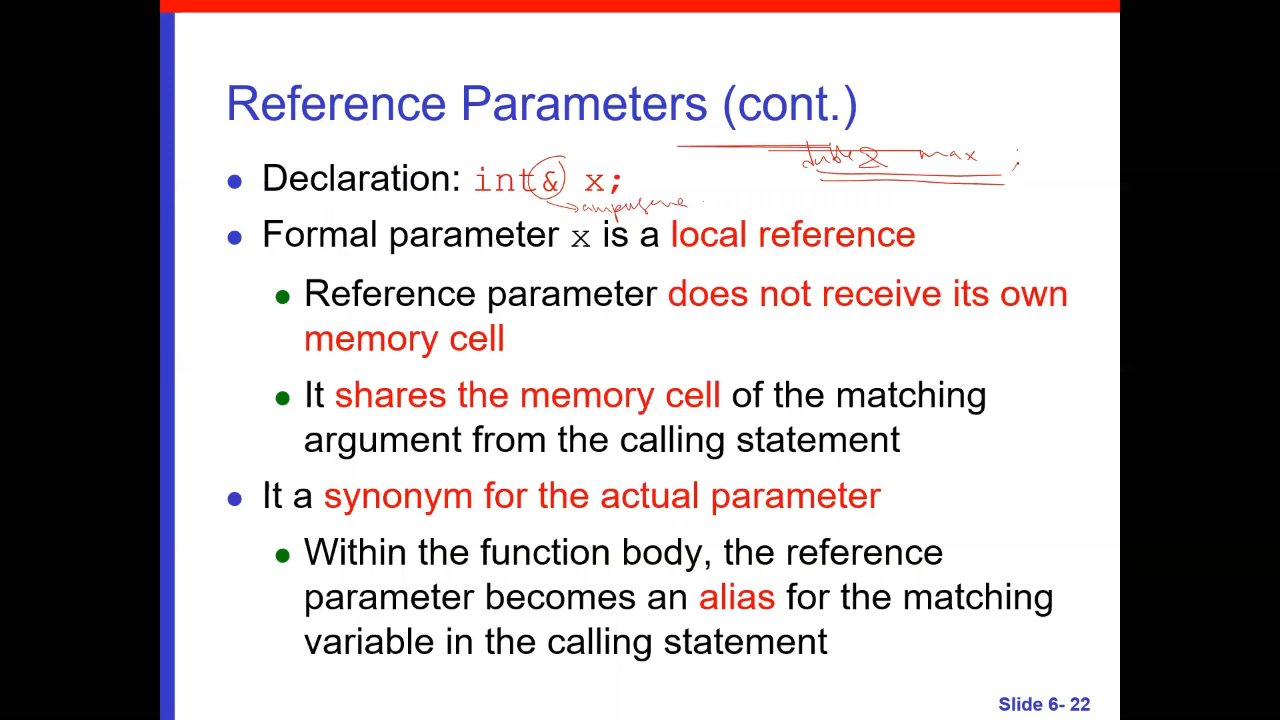 Reference Parameters (cont.)
& max ;
Declaration: int& x;
Formal parameter x is a local reference
Reference parameter does not receive its own
memory cell
It shares the memory cell of the matching
argument from the calling statement
It a synonym for the actual parameter
Within the function body, the reference
parameter becomes an alias for the matching
variable in the calling statement
Slide 6- 22